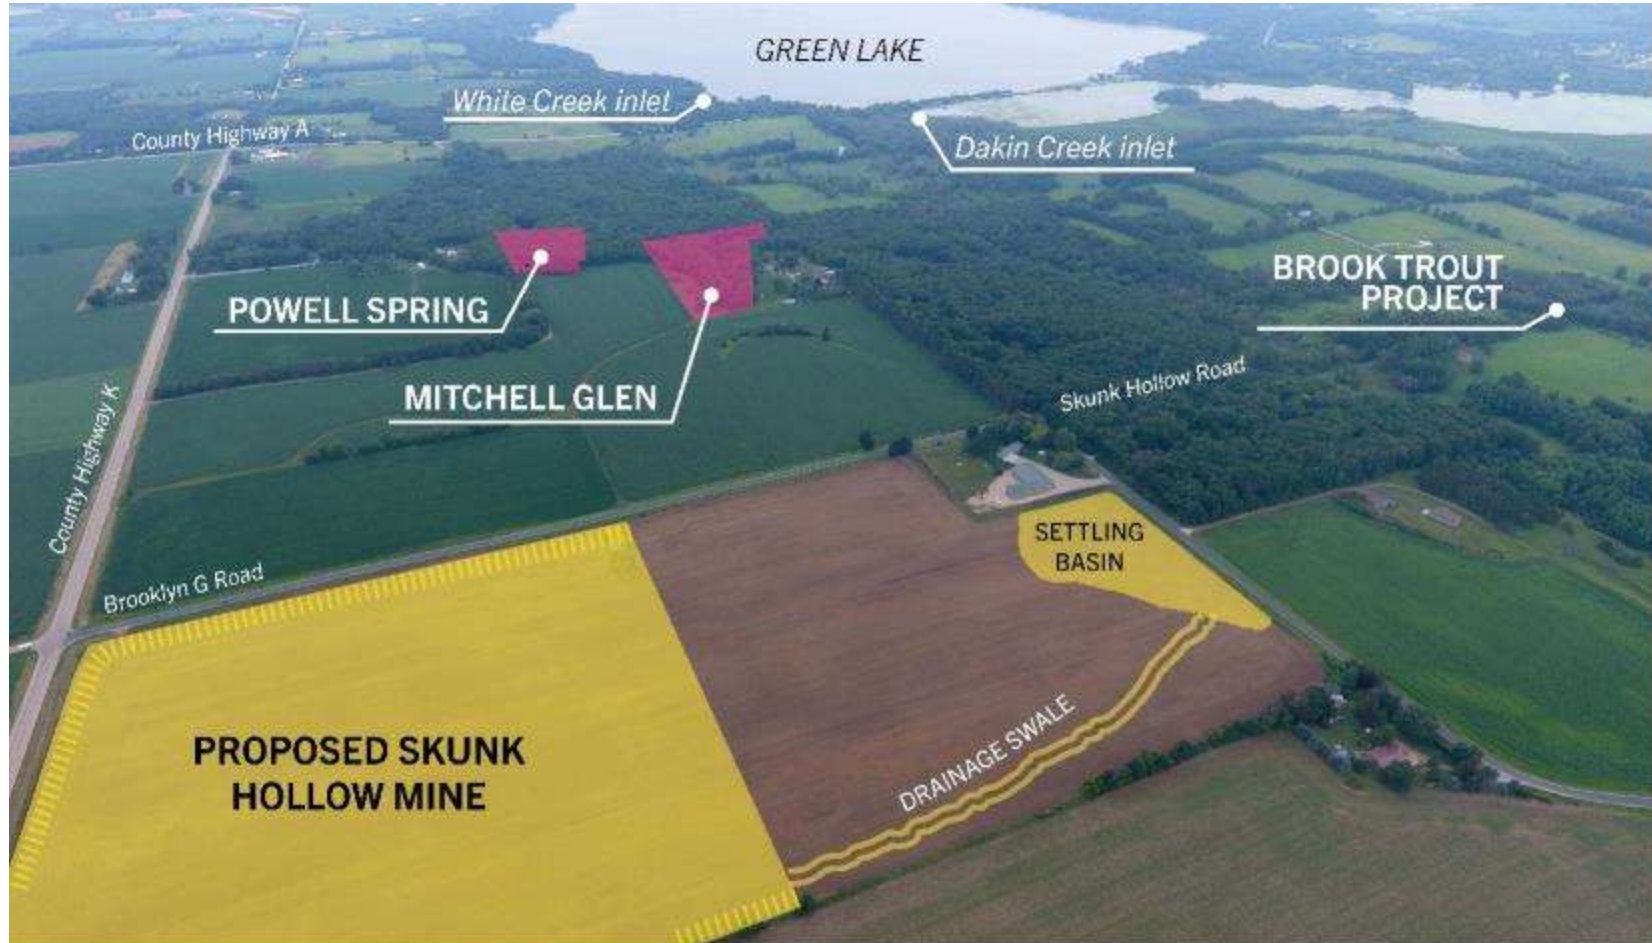 GREEN LAKE
White Creek inlet
County Highway A
Dakin Creek inlet
BROOK TROUT
PROJECT
POWELL SPRING
MITCHELL GLEN
Skunk Hollow Road
County Highway K
SETTLING
BASIN
Brooklyn G Road
DRAINAGE SWALE
PROPOSED SKUNK
HOLLOW MINE